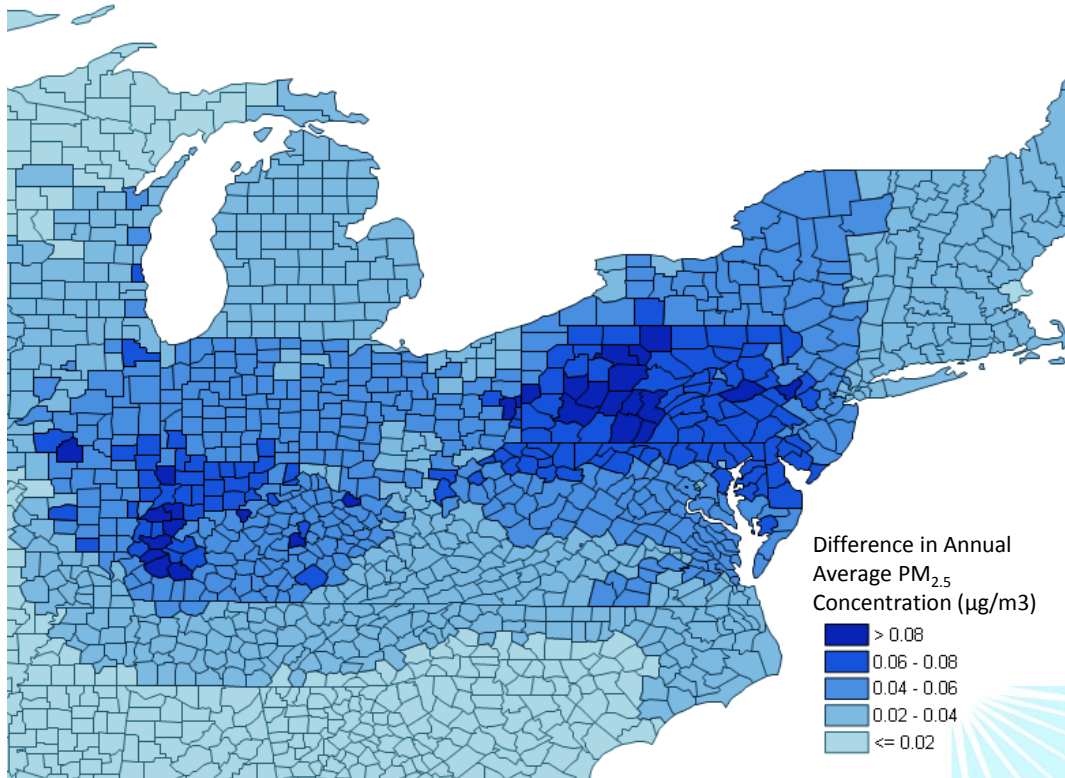 Difference in Annual
Average PM₂.₅
Concentration (µg/m3)
> 0.08
0.06 - 0.08
0.04 - 0.06
0.02 - 0.04
<= 0.02